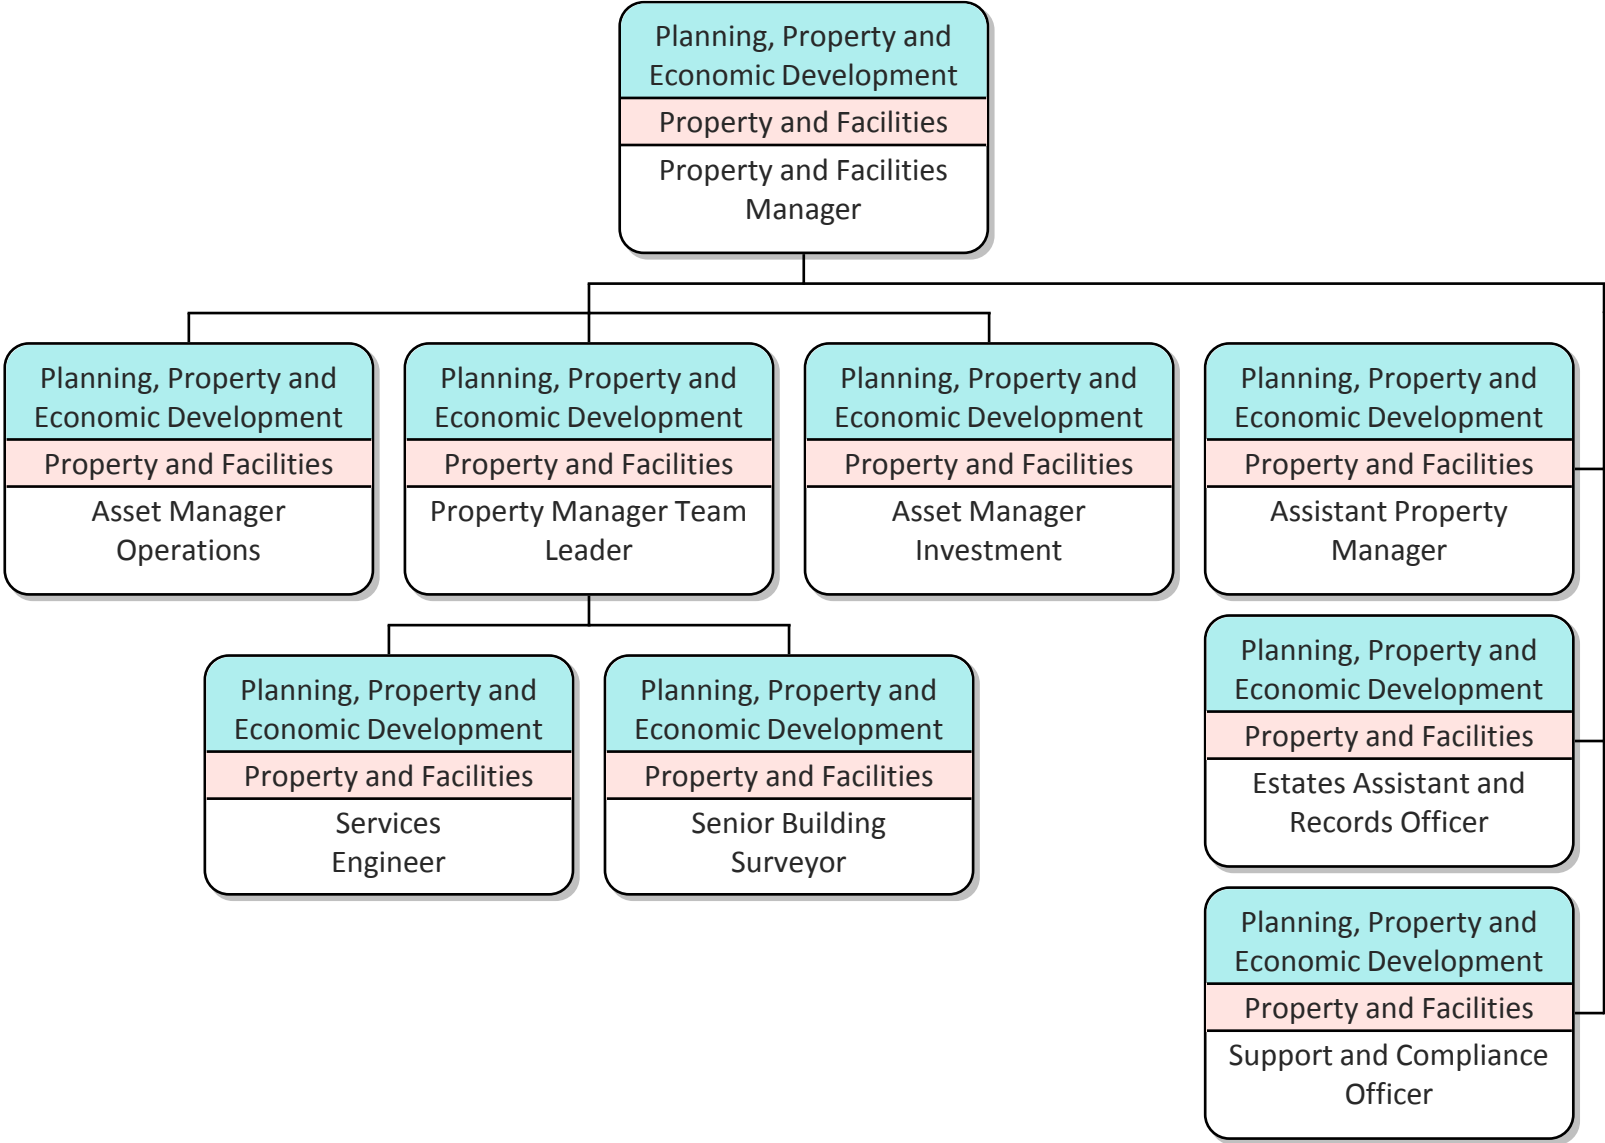 Planning, Property and
Economic Development
Property and Facilities
Property and Facilities
Manager
Planning, Property and
Economic Development
Property and Facilities
Asset Manager
Operations
Planning, Property and
Economic Development
Property and Facilities
Property Manager Team
Leader
Planning, Property and
Economic Development
Property and Facilities
Asset Manager
Investment
Planning, Property and
Economic Development
Property and Facilities
Assistant Property
Manager
Planning, Property and
Economic Development
Property and Facilities
Services
Engineer
Planning, Property and
Economic Development
Property and Facilities
Senior Building
Surveyor
Planning, Property and
Economic Development
Property and Facilities
Estates Assistant and
Records Officer
Planning, Property and
Economic Development
Property and Facilities
Support and Compliance
Officer